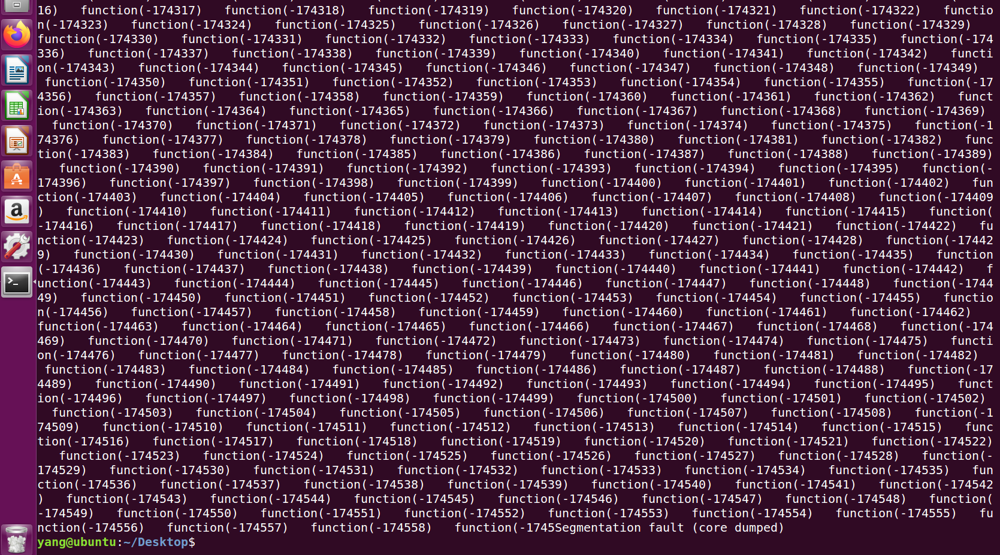 16)   function(-174317)   function(-174318)   function(-174319)   function(-174320)   function(-174321)   function(-174322)   functio
n(-174323)   function(-174324)   function(-174325)   function(-174326)   function(-174327)   function(-174328)   function(-174329)
function(-174330)   function(-174331)   function(-174332)   function(-174333)   function(-174334)   function(-174335)   function(-174
336)   function(-174337)   function(-174338)   function(-174339)   function(-174340)   function(-174341)   function(-174342)   functi
on(-174343)   function(-174344)   function(-174345)   function(-174346)   function(-174347)   function(-174348)   function(-174349)
 function(-174350)   function(-174351)   function(-174352)   function(-174353)   function(-174354)   function(-174355)   function(-17
4356)   function(-174357)   function(-174358)   function(-174359)   function(-174360)   function(-174361)   function(-174362)   funct
ion(-174363)   function(-174364)   function(-174365)   function(-174366)   function(-174367)   function(-174368)   function(-174369)
  function(-174370)   function(-174371)   function(-174372)   function(-174373)   function(-174374)   function(-174375)   function(-1
74376)   function(-174377)   function(-174378)   function(-174379)   function(-174380)   function(-174381)   function(-174382)   func
tion(-174383)   function(-174384)   function(-174385)   function(-174386)   function(-174387)   function(-174388)   function(-174389)
   function(-174390)   function(-174391)   function(-174392)   function(-174393)   function(-174394)   function(-174395)   function(-
174396)   function(-174397)   function(-174398)   function(-174399)   function(-174400)   function(-174401)   function(-174402)   fun
ction(-174403)   function(-174404)   function(-174405)   function(-174406)   function(-174407)   function(-174408)   function(-174409
)   function(-174410)   function(-174411)   function(-174412)   function(-174413)   function(-174414)   function(-174415)   function(
-174416)   function(-174417)   function(-174418)   function(-174419)   function(-174420)   function(-174421)   function(-174422)   fu
nction(-174423)   function(-174424)   function(-174425)   function(-174426)   function(-174427)   function(-174428)   function(-17442
9)   function(-174430)   function(-174431)   function(-174432)   function(-174433)   function(-174434)   function(-174435)   function
(-174436)   function(-174437)   function(-174438)   function(-174439)   function(-174440)   function(-174441)   function(-174442)   f
unction(-174443)   function(-174444)   function(-174445)   function(-174446)   function(-174447)   function(-174448)   function(-1744
49)   function(-174450)   function(-174451)   function(-174452)   function(-174453)   function(-174454)   function(-174455)   functio
n(-174456)   function(-174457)   function(-174458)   function(-174459)   function(-174460)   function(-174461)   function(-174462)
function(-174463)   function(-174464)   function(-174465)   function(-174466)   function(-174467)   function(-174468)   function(-174
469)   function(-174470)   function(-174471)   function(-174472)   function(-174473)   function(-174474)   function(-174475)   functi
on(-174476)   function(-174477)   function(-174478)   function(-174479)   function(-174480)   function(-174481)   function(-174482)
 function(-174483)   function(-174484)   function(-174485)   function(-174486)   function(-174487)   function(-174488)   function(-17
4489)   function(-174490)   function(-174491)   function(-174492)   function(-174493)   function(-174494)   function(-174495)   funct
ion(-174496)   function(-174497)   function(-174498)   function(-174499)   function(-174500)   function(-174501)   function(-174502)
  function(-174503)   function(-174504)   function(-174505)   function(-174506)   function(-174507)   function(-174508)   function(-1
74509)   function(-174510)   function(-174511)   function(-174512)   function(-174513)   function(-174514)   function(-174515)   func
tion(-174516)   function(-174517)   function(-174518)   function(-174519)   function(-174520)   function(-174521)   function(-174522)
   function(-174523)   function(-174524)   function(-174525)   function(-174526)   function(-174527)   function(-174528)   function(-
174529)   function(-174530)   function(-174531)   function(-174532)   function(-174533)   function(-174534)   function(-174535)   fun
ction(-174536)   function(-174537)   function(-174538)   function(-174539)   function(-174540)   function(-174541)   function(-174542
)   function(-174543)   function(-174544)   function(-174545)   function(-174546)   function(-174547)   function(-174548)   function(
-174549)   function(-174550)   function(-174551)   function(-174552)   function(-174553)   function(-174554)   function(-174555)   fu
nction(-174556)   function(-174557)   function(-174558)   function(-1745Segmentation fault (core dumped)
yang@ubuntu:~/Desktop$